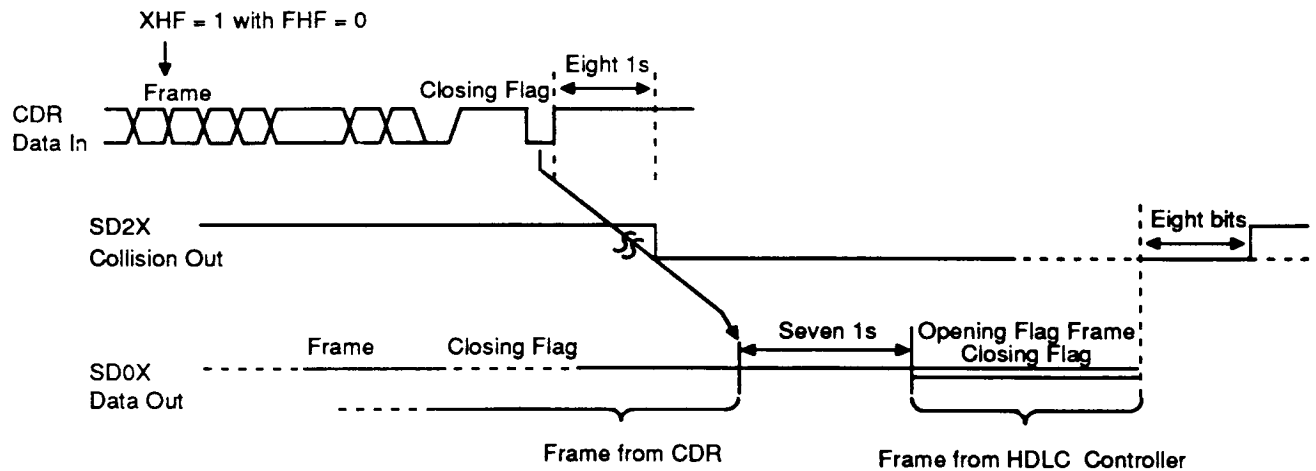 XHF = 1 with FHF = 0
Frame
Closing Flag
Eight 1s
CDR
Data In
SD2X
Collision Out
Eight bits
Seven 1s
Opening Flag Frame
Closing Flag
Frame
Closing Flag
SD0X
Data Out
Frame from CDR
Frame from HDLC Controller